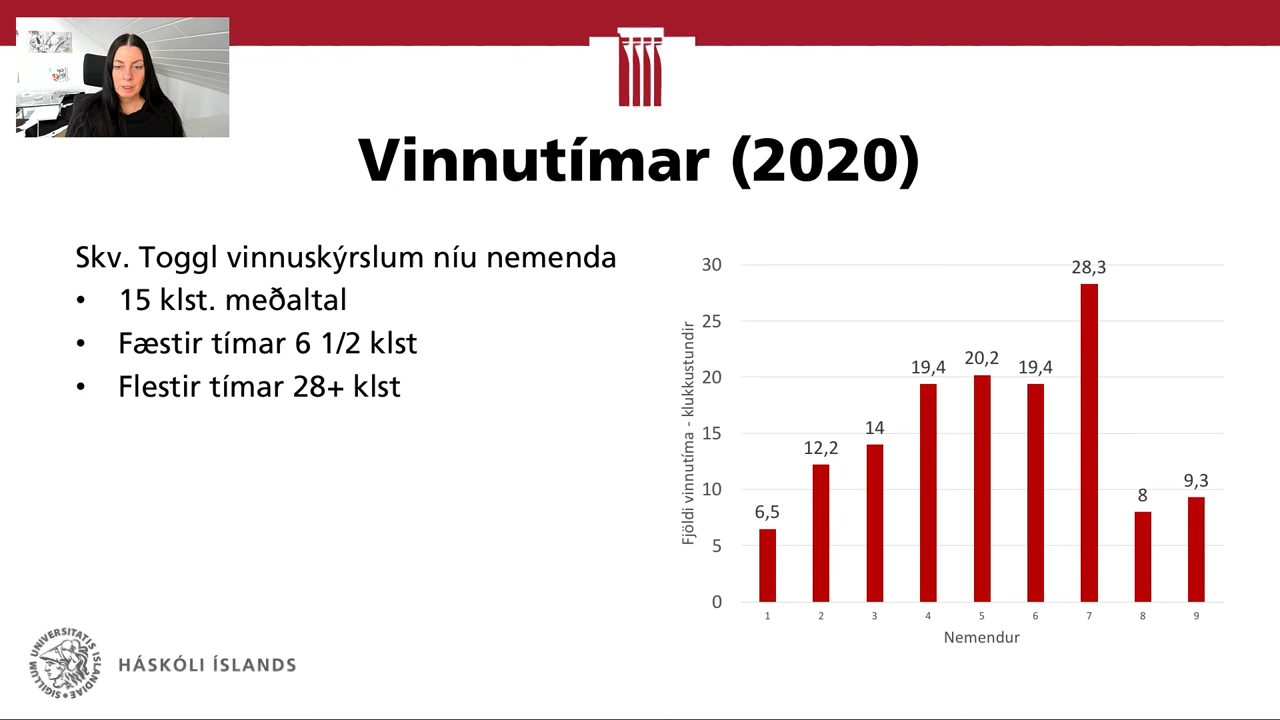 Vinnutímar (2020)
Skv. Toggl vinnuskýrslum níu nemenda
• 15 klst. meðaltal
• Fæstir tímar 6 1/2 klst
• Flestir tímar 28+ klst
Fjöldi vinnutíma - klukkustundir
30
25
20
15
10
5
0
6,5
12,2
14
19,4
20,2
19,4
28,3
8
9,3
1 2 3 4 5 6 7 8 9
Nemendur
SIGILLUM UNIVERSITATIS ISLANDIAE
HÁSKÓLI ÍSLANDS